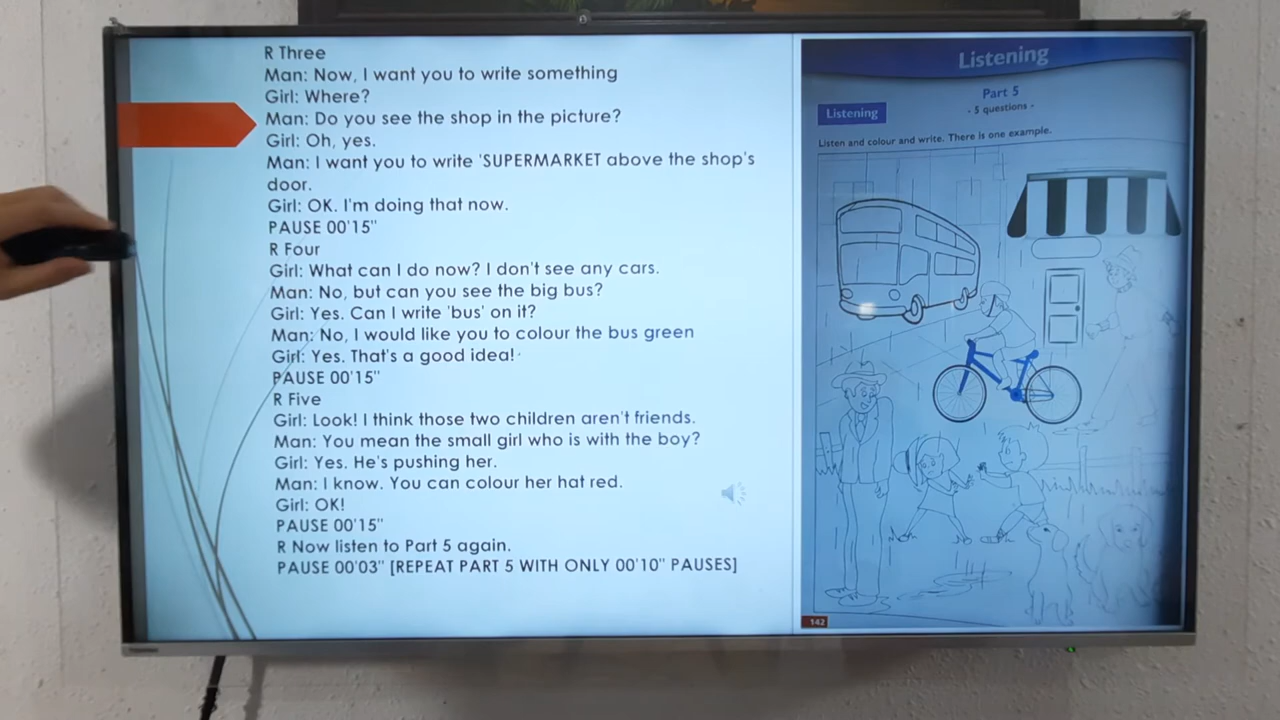 R Three
Man: Now, I want you to write something
Girl: Where?
Man: Do you see the shop in the picture?
Girl: Oh, yes.
Man: I want you to write 'SUPERMARKET above the shop's
door.
Girl: OK. I'm doing that now.
PAUSE 00'15"
R Four
Girl: What can I do now? I don't see any cars.
Man: No, but can you see the big bus?
Girl: Yes. Can I write 'bus' on it?
Man: No, I would like you to colour the bus green
Girl: Yes. That's a good idea!
PAUSE 00'15"
R Five
Girl: Look! I think those two children aren't friends.
Man: You mean the small girl who is with the boy?
Girl: Yes. He's pushing her.
Man: I know. You can colour her hat red.
Girl: OK!
PAUSE 00'15"
R Now listen to Part 5 again.
PAUSE 00'03" [REPEAT PART 5 WITH ONLY 00'10" PAUSES]
Listening
Part 5
- 5 questions -
Listening
Listen and colour and write. There is one example.
142
TOSHIBA